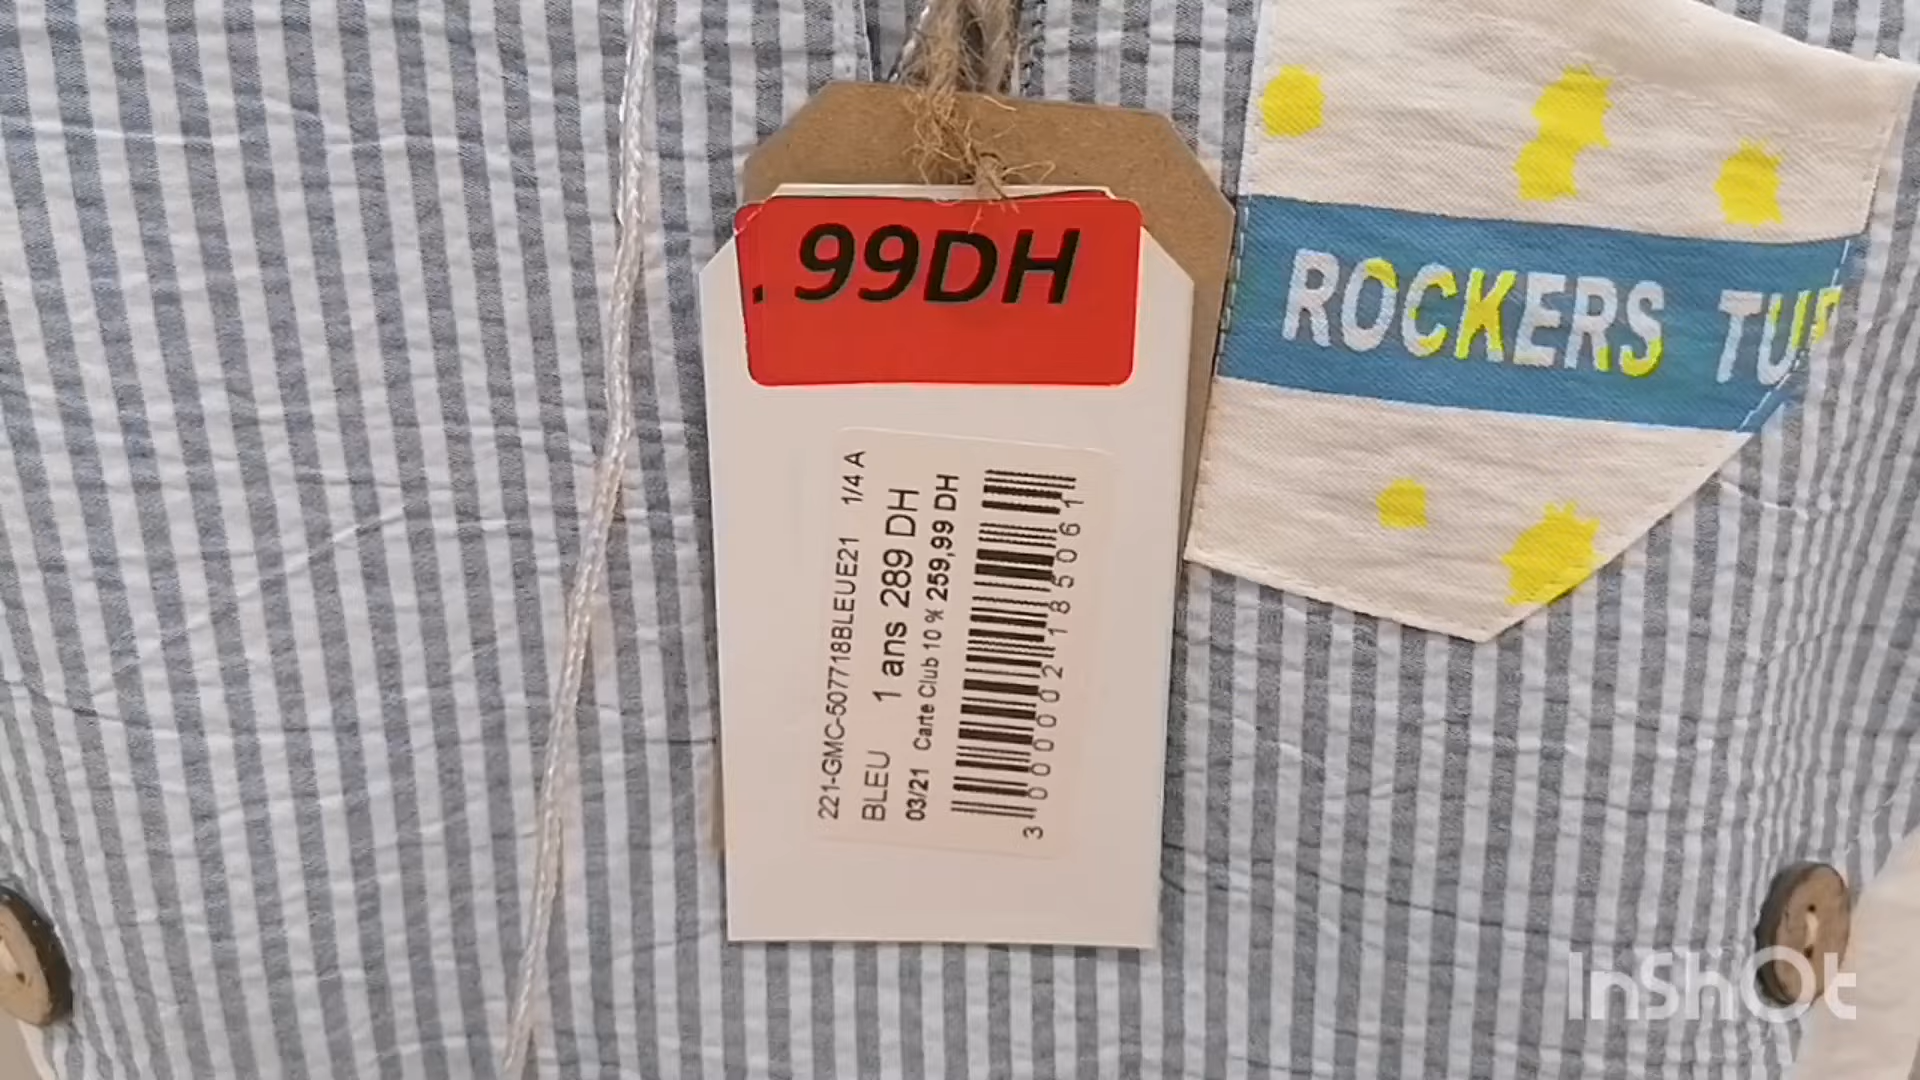 . 99DH
ROCKERS TUR
221-GMC-507718BLEUE21 1/4 A
BLEU 1 ans 289 DH
03/21 Carte Club 10 % 259,99 DH
3000002185061
InShOt